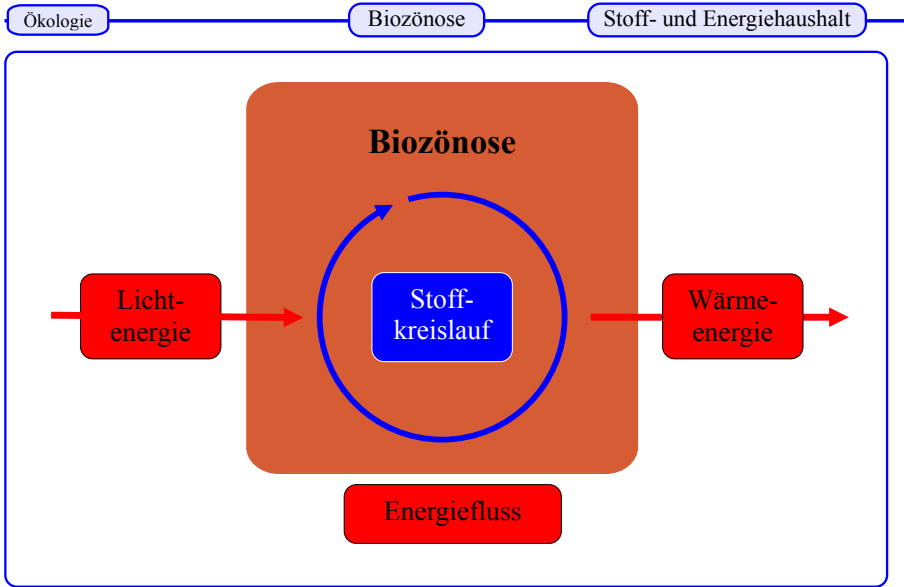 Ökologie
Biozönose
Stoff- und Energiehaushalt
Biozönose
Licht-
energie
Stoff-
kreislauf
Wärme-
energie
Energiefluss